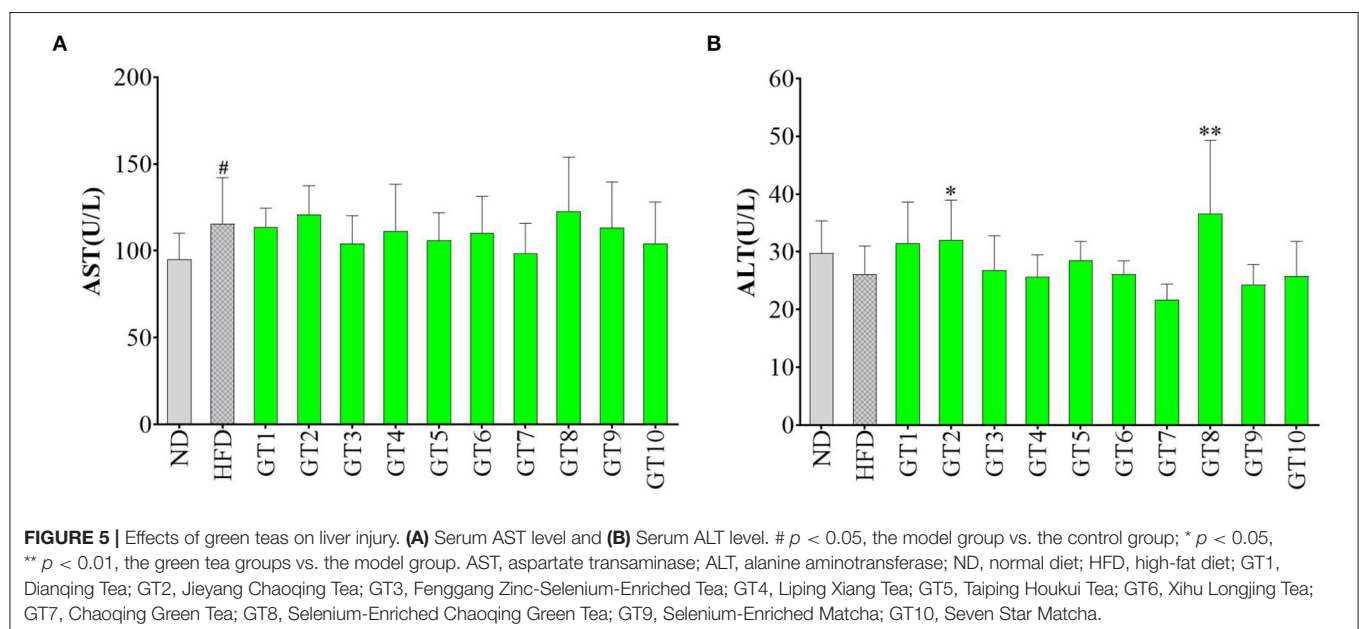 A
200
150
100
50
0
AST(U/L)
#
ND
HFD
GT1
GT2
GT3
GT4
GT5
GT6
GT7
GT8
GT9
GT10
B
60
50
40
30
20
10
0
ALT(U/L)
*
**
ND
HFD
GT1
GT2
GT3
GT4
GT5
GT6
GT7
GT8
GT9
GT10
FIGURE 5 | Effects of green teas on liver injury. (A) Serum AST level and (B) Serum ALT level. # p < 0.05, the model group vs. the control group; * p < 0.05,
** p < 0.01, the green tea groups vs. the model group. AST, aspartate transaminase; ALT, alanine aminotransferase; ND, normal diet; HFD, high-fat diet; GT1,
Dianqing Tea; GT2, Jieyang Chaoqing Tea; GT3, Fenggang Zinc-Selenium-Enriched Tea; GT4, Liping Xiang Tea; GT5, Taiping Houkui Tea; GT6, Xihu Longjing Tea;
GT7, Chaoqing Green Tea; GT8, Selenium-Enriched Chaoqing Green Tea; GT9, Selenium-Enriched Matcha; GT10, Seven Star Matcha.